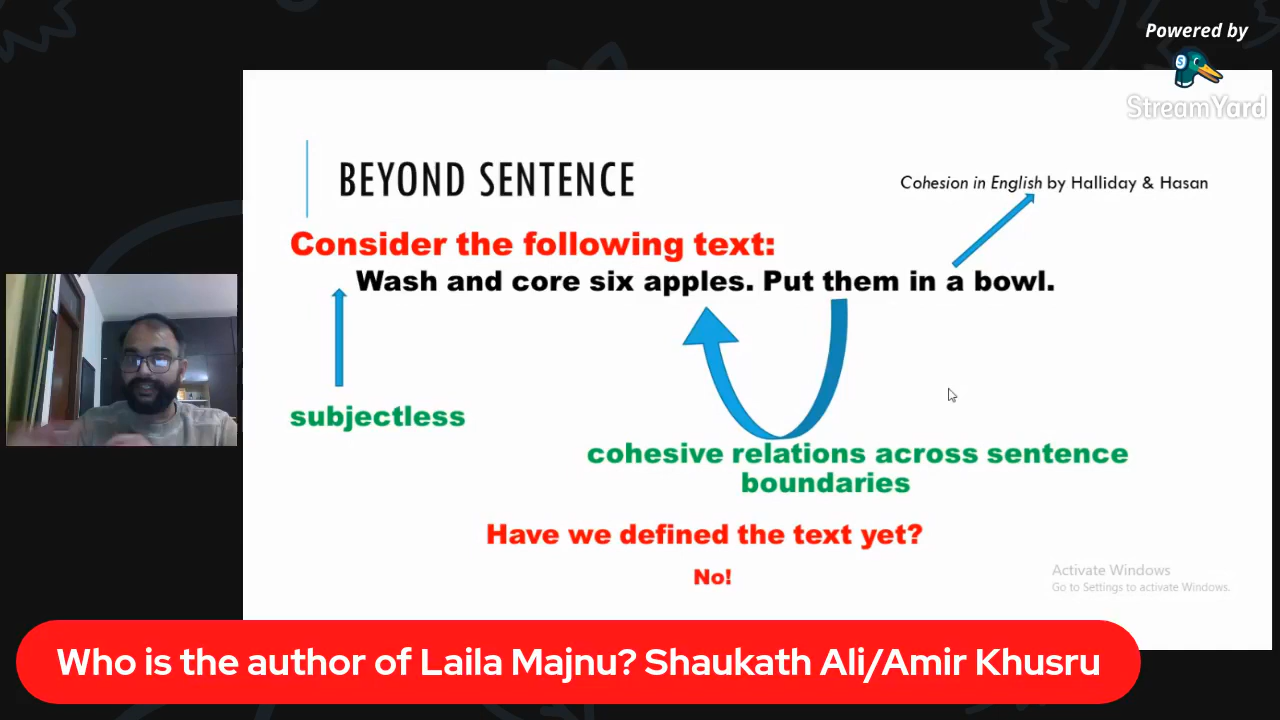 Powered by
StreamYard
BEYOND SENTENCE
Cohesion in English by Halliday & Hasan
Consider the following text:
Wash and core six apples. Put them in a bowl.
subjectless
cohesive relations across sentence
boundaries
Have we defined the text yet?
No!
Activate Windows
Go to Settings to activate Windows.
Who is the author of Laila Majnu? Shaukath Ali/Amir Khusru